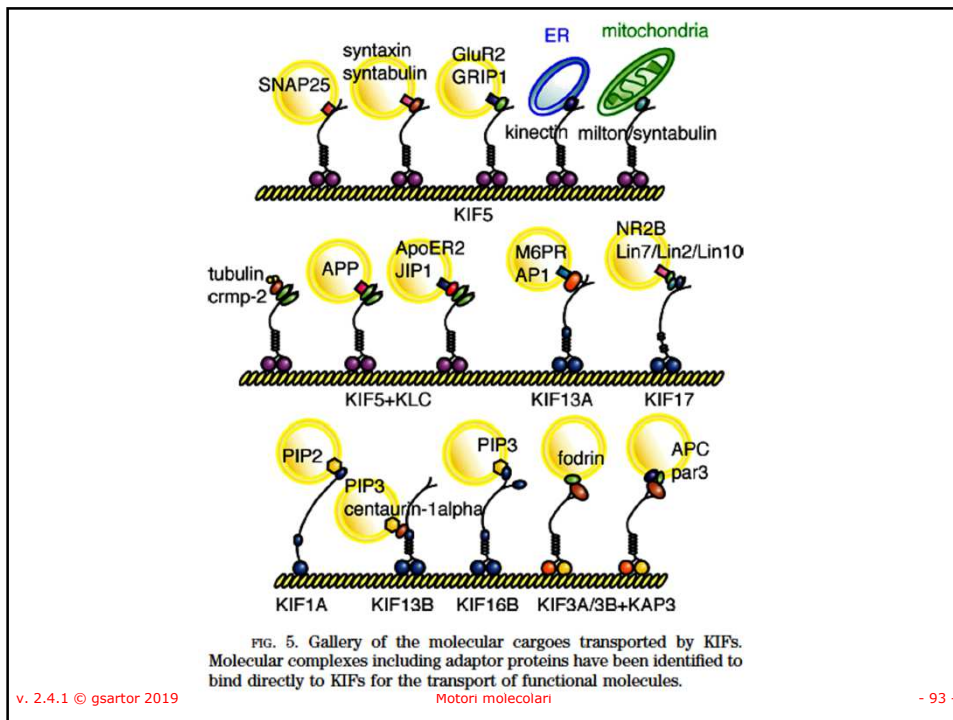 ER
mitochondria
syntaxin
syntabulin
GluR2
GRIP1
SNAP25
kinectin
milton/syntabulin
KIF5
tubulin
crmp-2
APP
ApoER2
JIP1
M6PR
AP1
NR2B
Lin7/Lin2/Lin10
KIF5+KLC
KIF13A
KIF17
PIP2
PIP3
centaurin-1alpha
PIP3
fodrin
APC
par3
KIF1A
KIF13B
KIF16B
KIF3A/3B+KAP3
FIG. 5. Gallery of the molecular cargoes transported by KIFs.
Molecular complexes including adaptor proteins have been identified to
bind directly to KIFs for the transport of functional molecules.
v. 2.4.1 © gsartor 2019
Motori molecolari
- 93 -